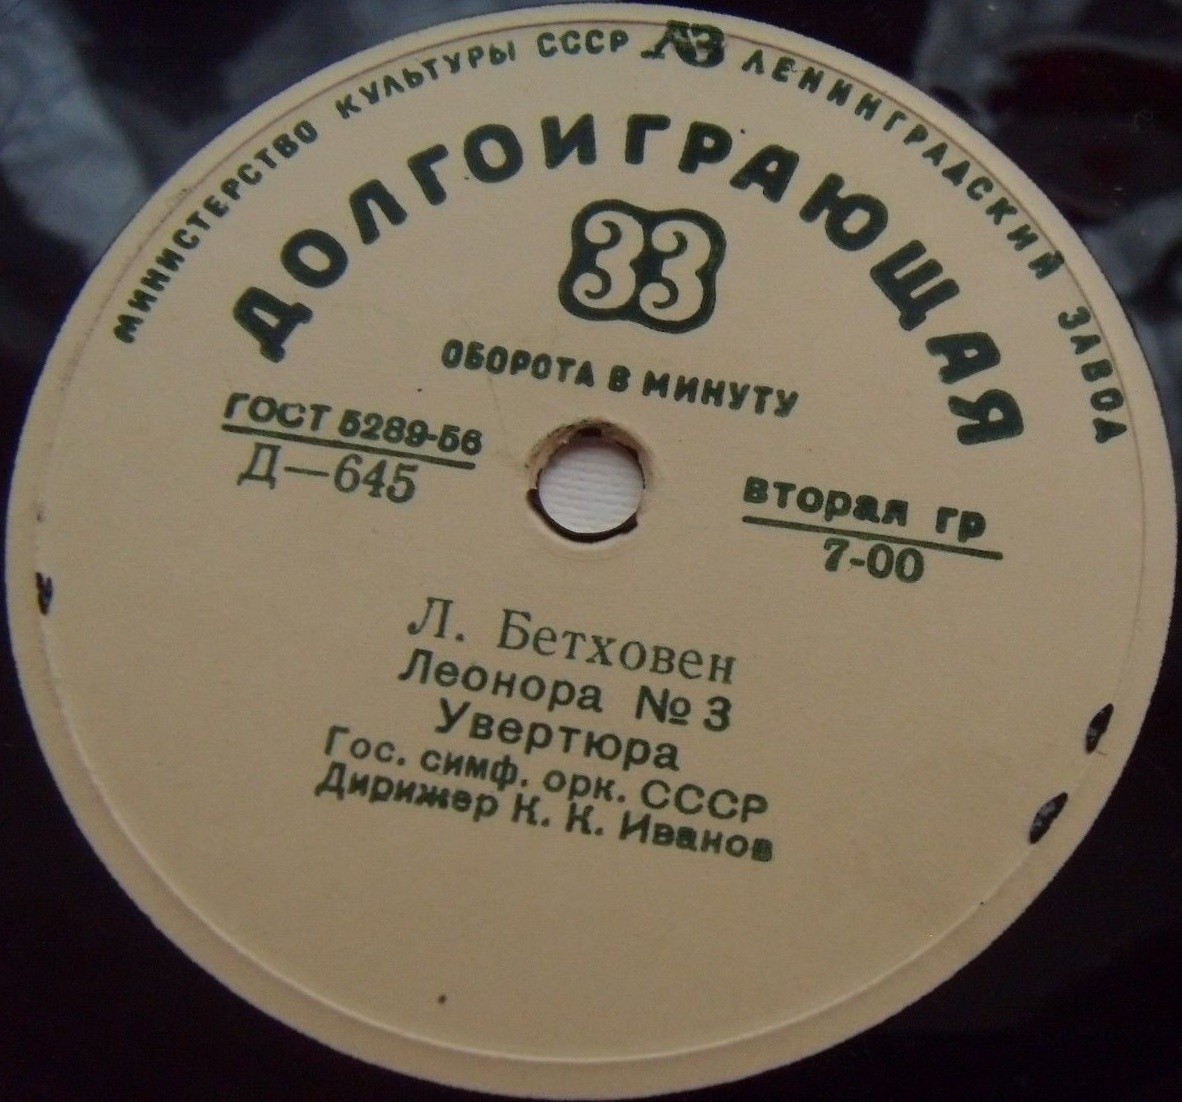 МИНИСТЕРСТВО КУЛЬТУРЫ СССР ЛЗ ЛЕНИНГРАДСКИЙ ЗАВОД
ДОЛГОИГРАЮЩАЯ
33
ОБОРОТА В МИНУТУ
ГОСТ 5289-56
Д—645
вторая гр
7-00
Л. Бетховен
Леонора № 3
Увертюра
Гос. симф. орк. СССР
Дирижер К. К. Иванов